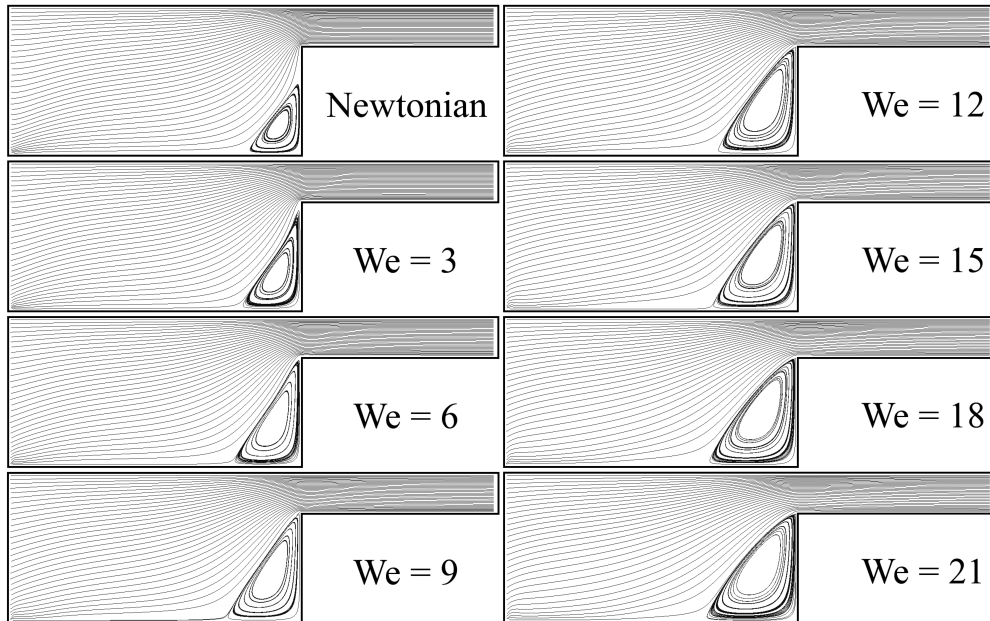 Newtonian
We = 3
We = 6
We = 9
We = 12
We = 15
We = 18
We = 21